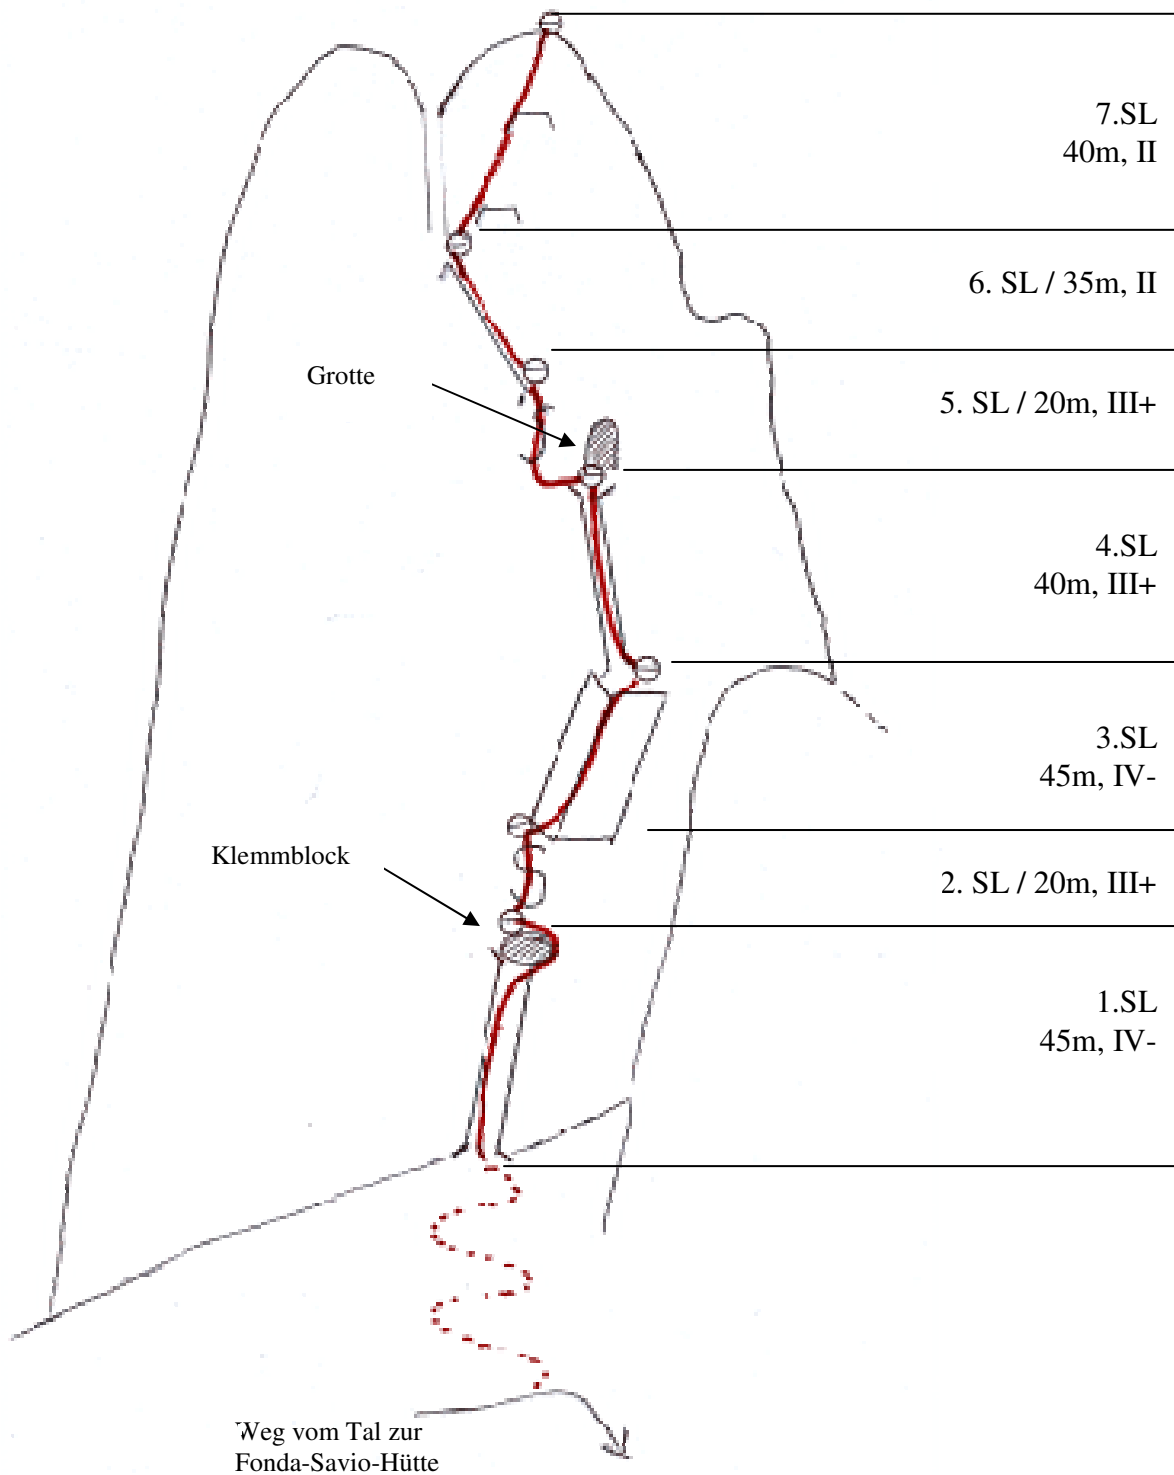 7.SL
40m, II
6. SL / 35m, II
Grotte
5. SL / 20m, III+
4.SL
40m, III+
3.SL
45m, IV-
Klemmblock
2. SL / 20m, III+
1.SL
45m, IV-
Weg vom Tal zur
Fonda-Savio-Hütte